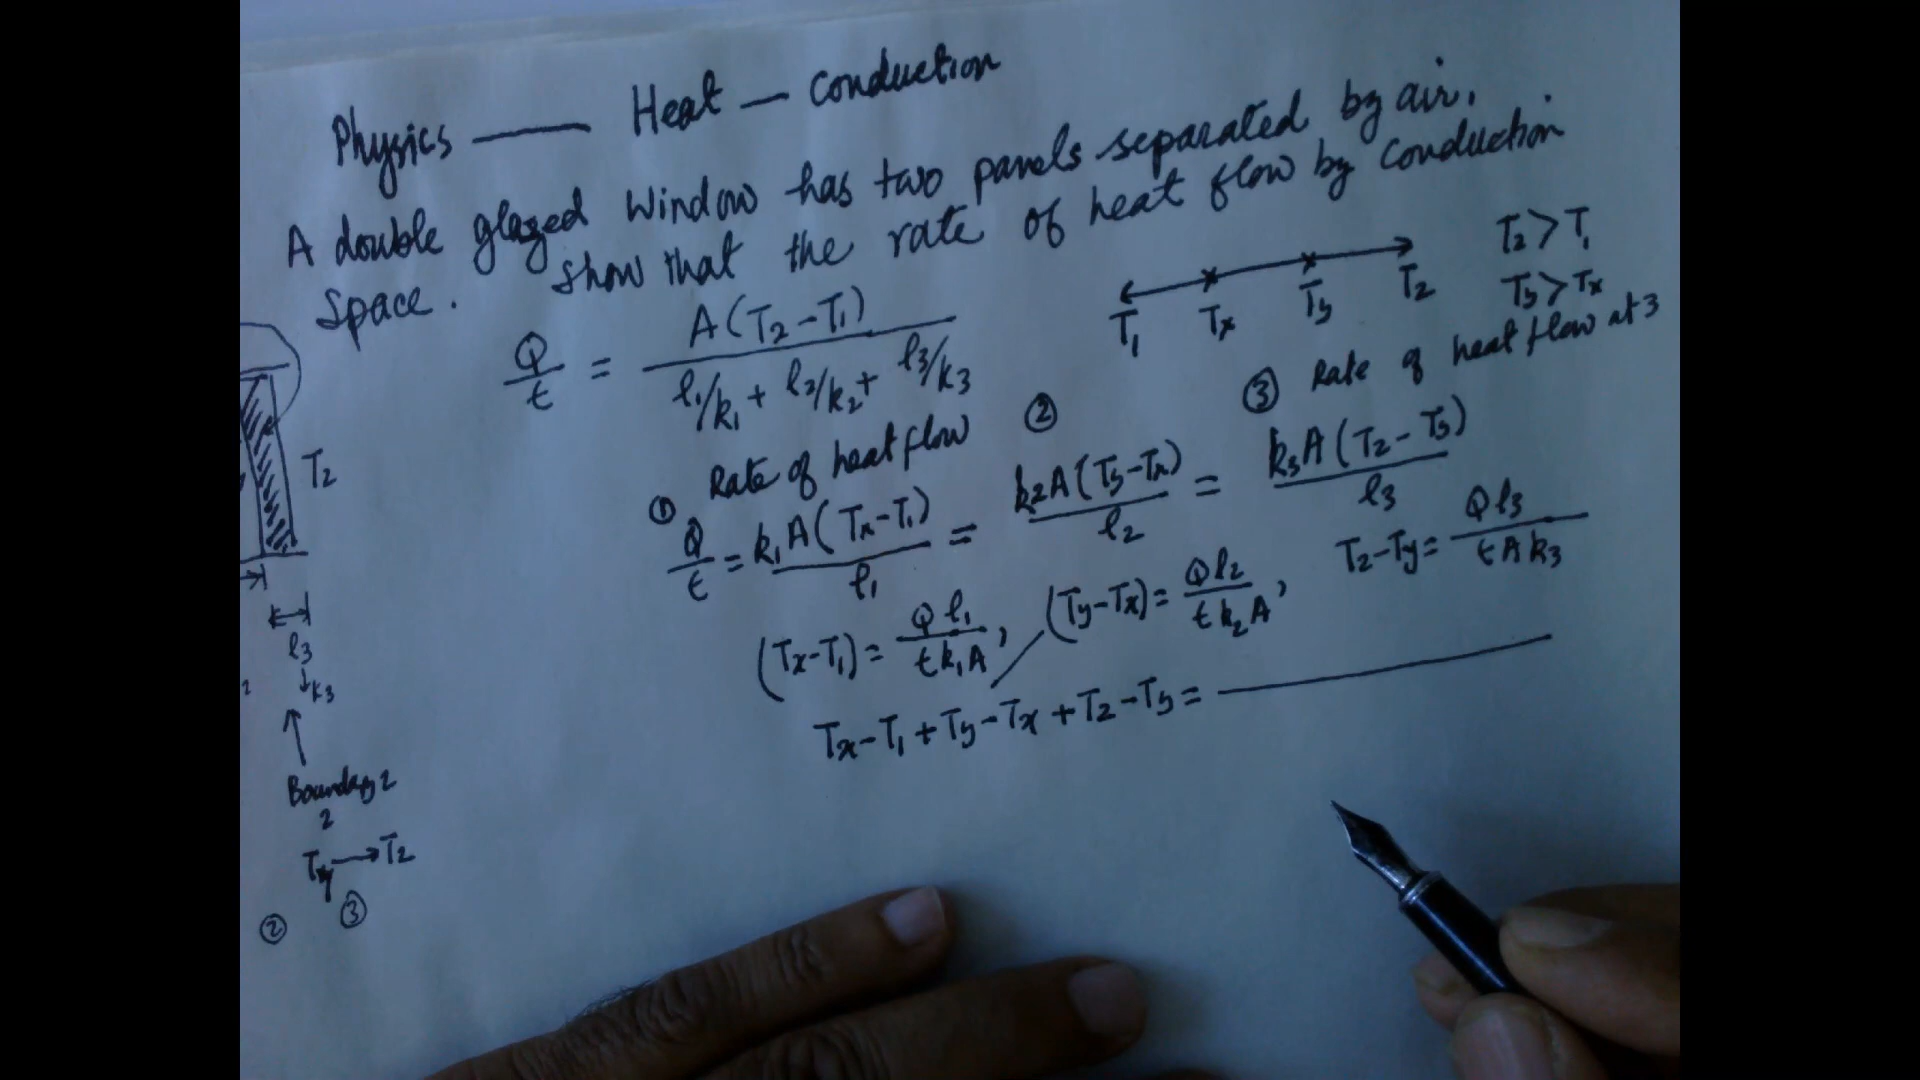 Physics — Heat — Conduction
A double glazed window has two panels separated by air.
space. Show that the rate of heat flow by conduction
Q/t = A(T2-T1) / (l1/k1 + l2/k2 + l3/k3)
T1 Tx Ty T2
T2 > T1
Ty > Tx
① Rate of heat flow
②
③ Rate of heat flow at 3
Q/t = k1A(Tx-T1)/l1 = k2A(Ty-Tx)/l2 = k3A(T2-Ty)/l3
(Tx-T1) = Ql1/tk1A, (Ty-Tx) = Ql2/tk2A, T2-Ty = Ql3/tAk3
Tx-T1+Ty-Tx+T2-Ty =
T2
l3
k3
2
Boundary 2
2
Txy → T2
② ③